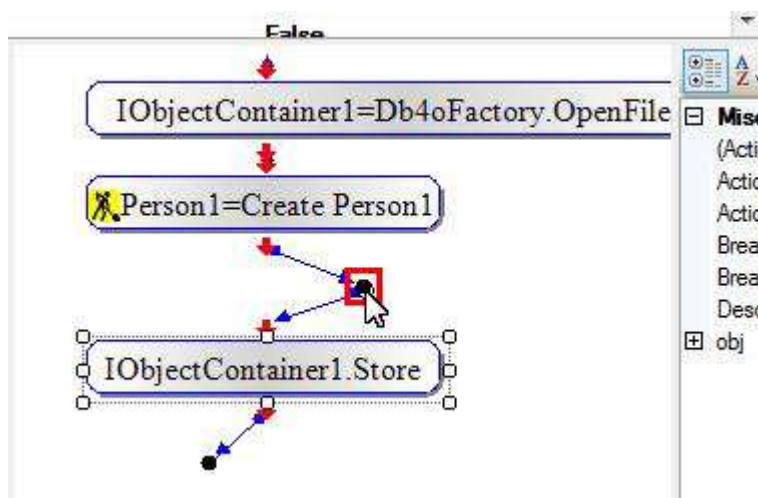 False
IObjectContainer1=Db4oFactory.OpenFile
Person1=Create Person1
IObjectContainer1.Store
A
Z
Misc
(Acti
Actic
Actic
Brea
Brea
Desc
obj